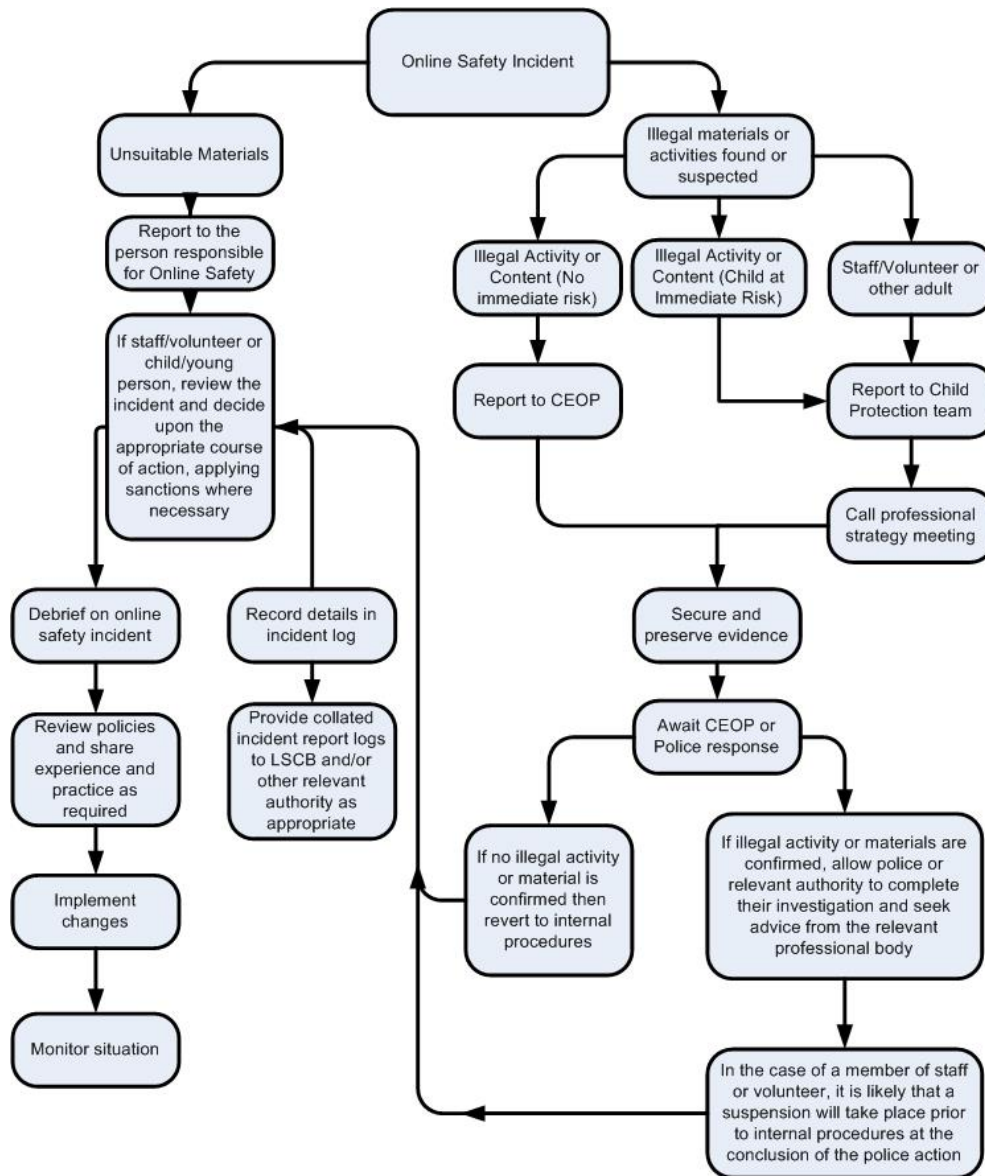 Online Safety Incident
Unsuitable Materials
Report to the
person responsible
for Online Safety
If staff/volunteer or
child/young
person, review the
incident and decide
upon the
appropriate course
of action, applying
sanctions where
necessary
Debrief on online
safety incident
Review policies
and share
experience and
practice as
required
Implement
changes
Monitor situation
Record details in
incident log
Provide collated
incident report logs
to LSCB and/or
other relevant
authority as
appropriate
Illegal materials or
activities found or
suspected
Illegal Activity or
Content (No
immediate risk)
Illegal Activity or
Content (Child at
Immediate Risk)
Staff/Volunteer or
other adult
Report to CEOP
Report to Child
Protection team
Call professional
strategy meeting
Secure and
preserve evidence
Await CEOP or
Police response
If no illegal activity
or material is
confirmed then
revert to internal
procedures
If illegal activity or materials are
confirmed, allow police or
relevant authority to complete
their investigation and seek
advice from the relevant
professional body
In the case of a member of staff
or volunteer, it is likely that a
suspension will take place prior
to internal procedures at the
conclusion of the police action